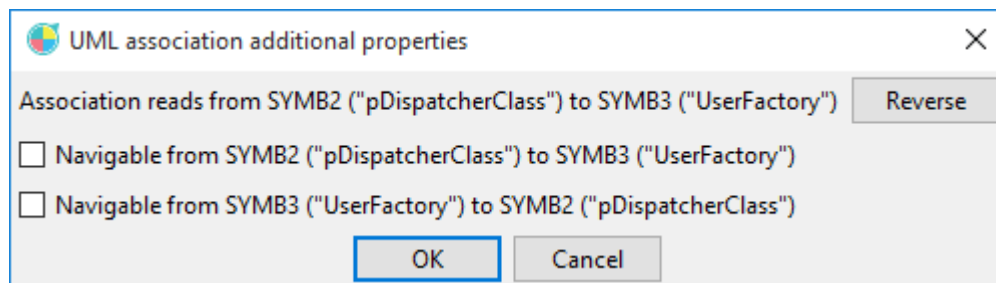 UML association additional properties
Association reads from SYMB2 ("pDispatcherClass") to SYMB3 ("UserFactory") Reverse
Navigable from SYMB2 ("pDispatcherClass") to SYMB3 ("UserFactory")
Navigable from SYMB3 ("UserFactory") to SYMB2 ("pDispatcherClass")
OK Cancel